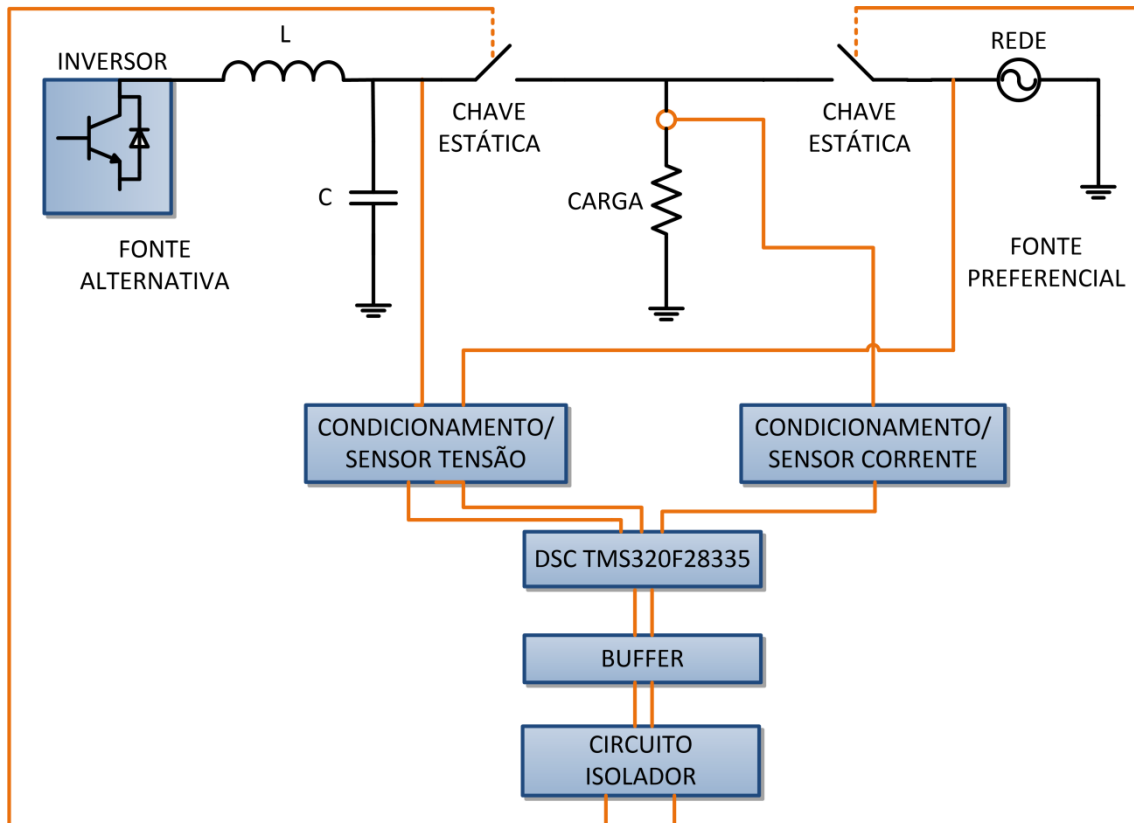 L
INVERSOR
REDE
CHAVE
ESTÁTICA
CHAVE
ESTÁTICA
C
CARGA
FONTE
ALTERNATIVA
FONTE
PREFERENCIAL
CONDICIONAMENTO/
SENSOR TENSÃO
CONDICIONAMENTO/
SENSOR CORRENTE
DSC TMS320F28335
BUFFER
CIRCUITO
ISOLADOR